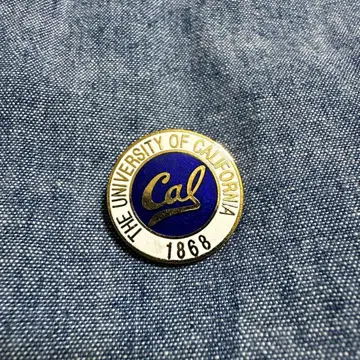 THE UNIVERSITY OF CALIFORNIA
Cal
1868